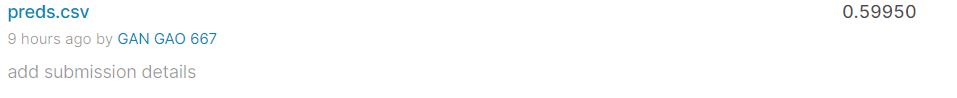 preds.csv 0.59950
9 hours ago by GAN GAO 667
add submission details